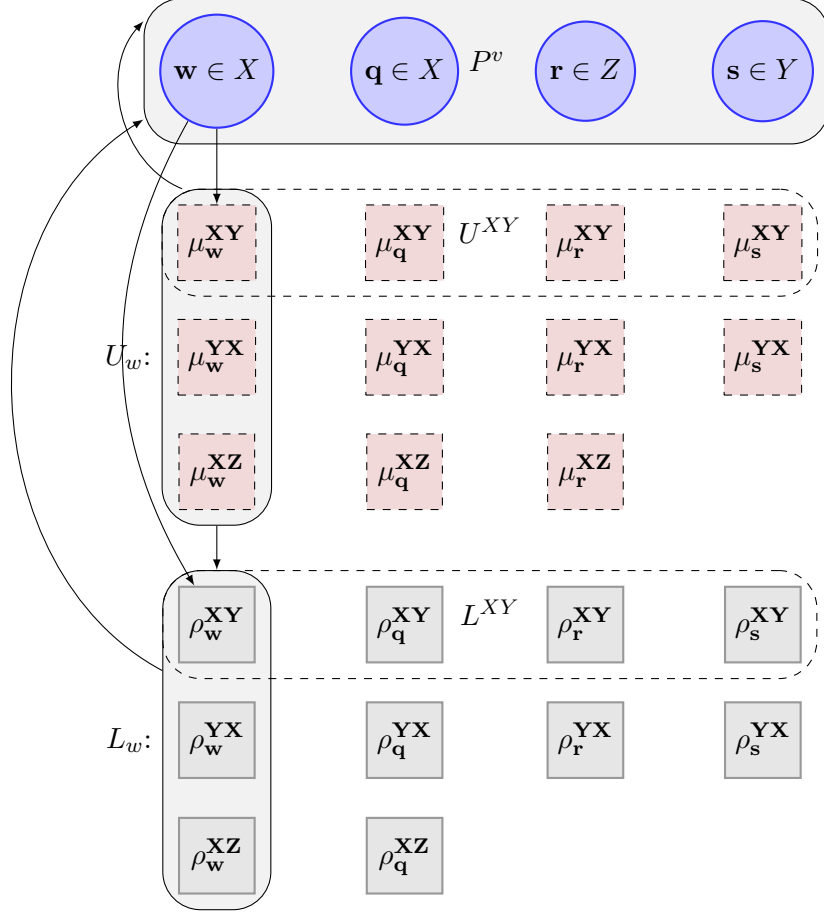 w ∈ X q ∈ X P^v r ∈ Z s ∈ Y
μ_w^XY μ_q^XY U^XY μ_r^XY μ_s^XY
U_w: μ_w^YX μ_q^YX μ_r^YX μ_s^YX
μ_w^XZ μ_q^XZ μ_r^XZ
ρ_w^XY ρ_q^XY L^XY ρ_r^XY ρ_s^XY
L_w: ρ_w^YX ρ_q^YX ρ_r^YX ρ_s^YX
ρ_w^XZ ρ_q^XZ